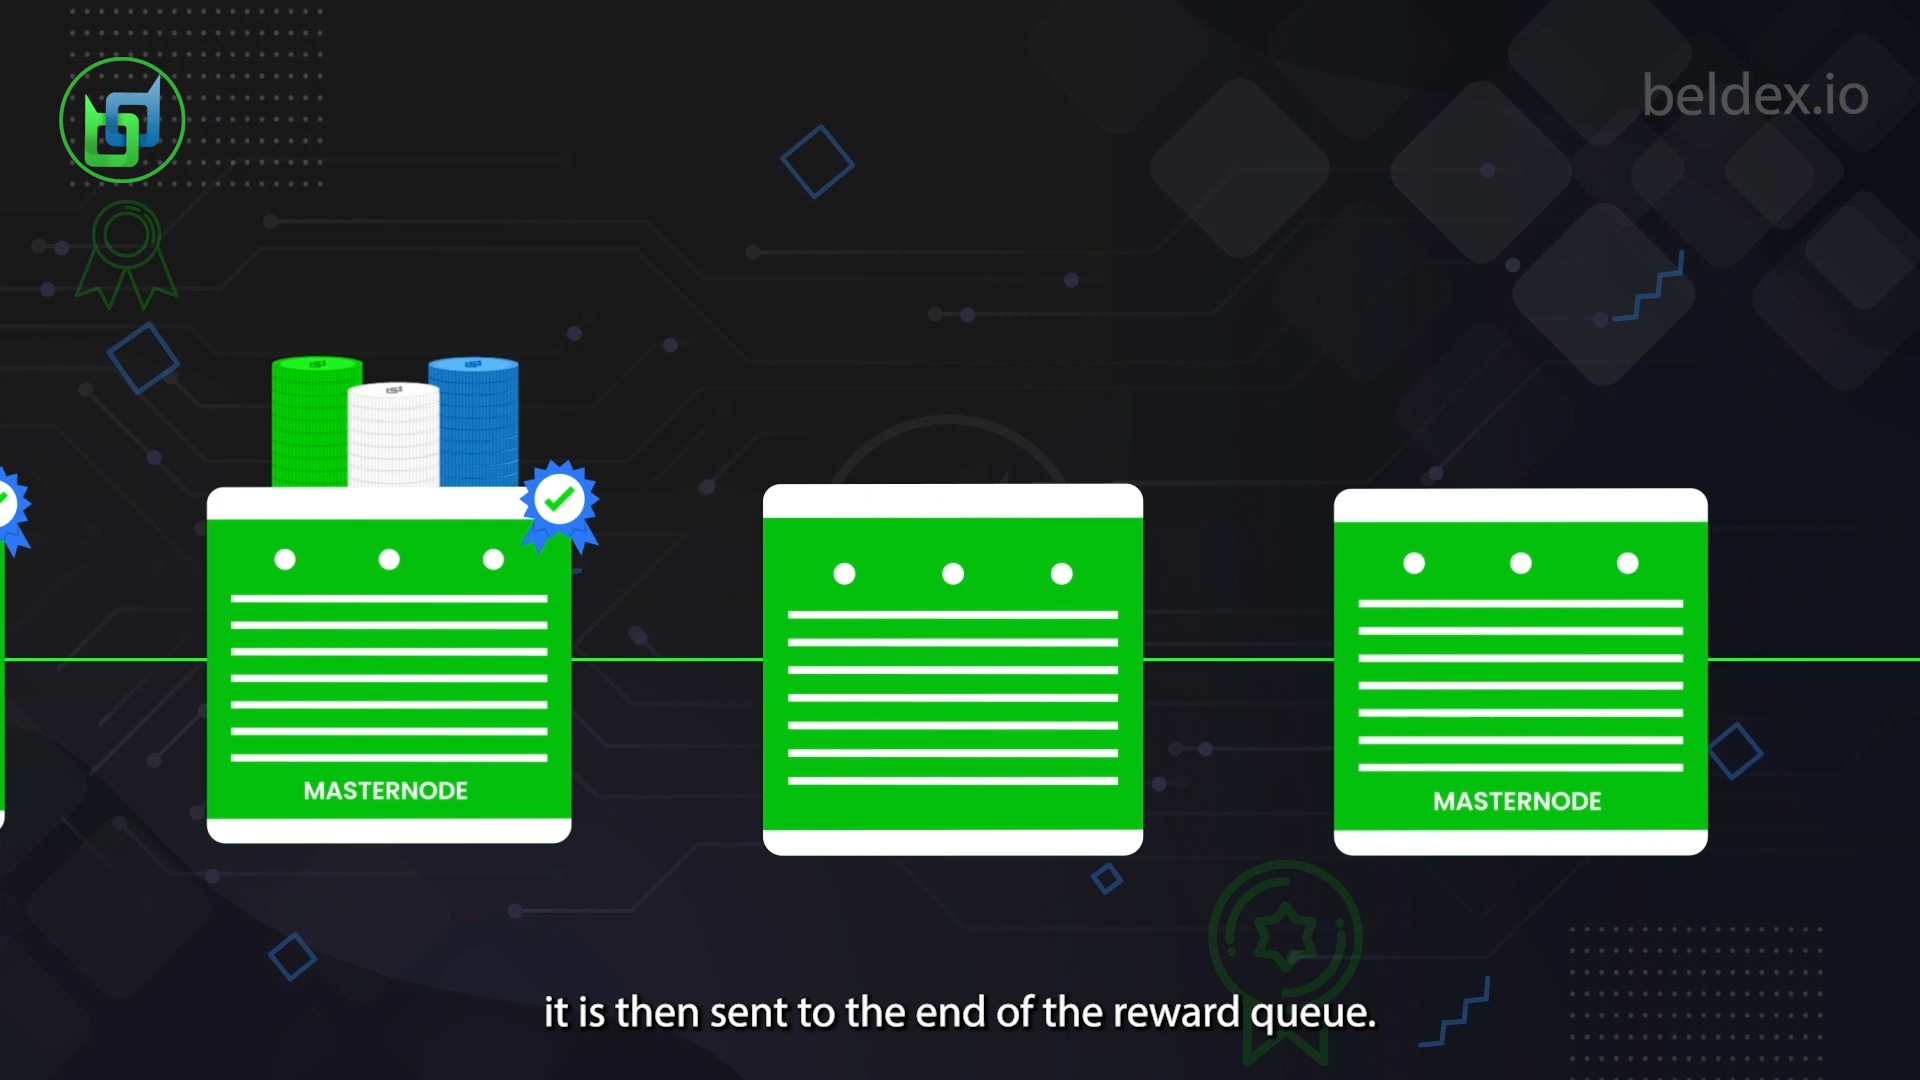 beldex.io
MASTERNODE
MASTERNODE
it is then sent to the end of the reward queue.